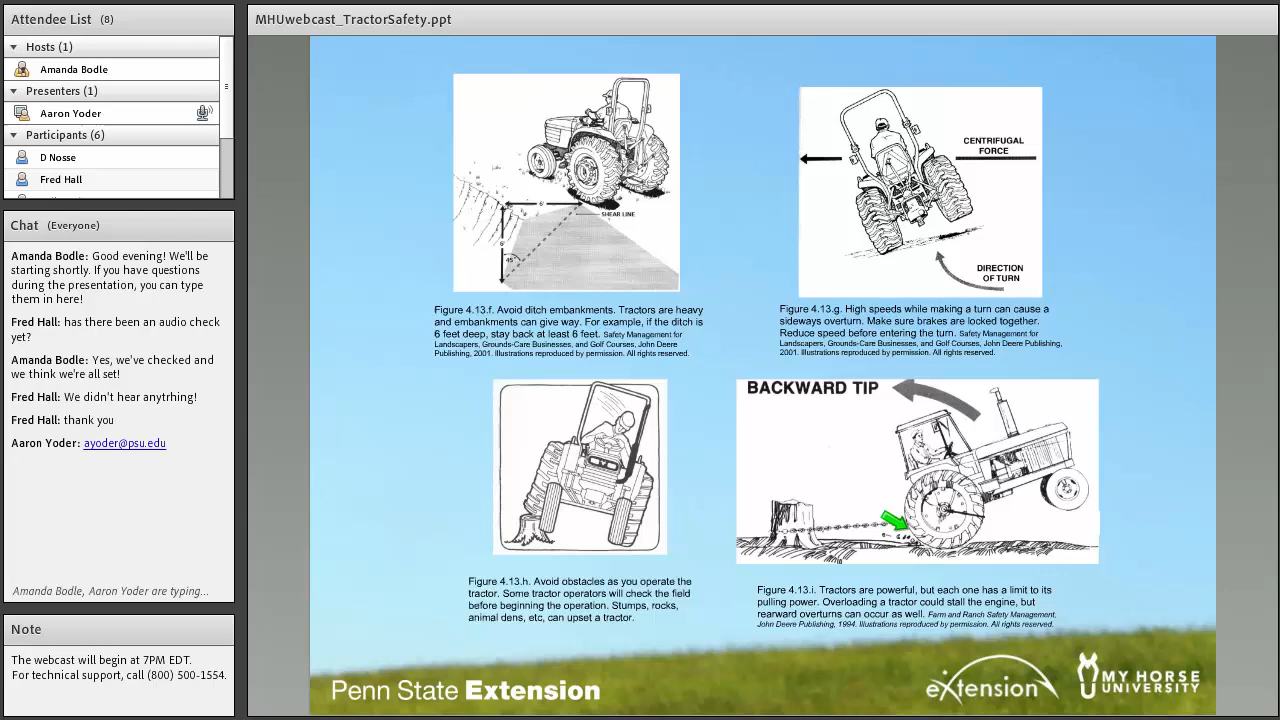 Attendee List (8)
Hosts (1)
Amanda Bodle
Presenters (1)
Aaron Yoder
Participants (6)
D Nosse
Fred Hall
Chat (Everyone)
Amanda Bodle: Good evening! We'll be
starting shortly. If you have questions
during the presentation, you can type
them in here!
Fred Hall: has there been an audio check
yet?
Amanda Bodle: Yes, we've checked and
we think we're all set!
Fred Hall: We didn't hear anytrhing!
Fred Hall: thank you
Aaron Yoder: ayoder@psu.edu
Amanda Bodle, Aaron Yoder are typing...
Note
The webcast will begin at 7PM EDT.
For technical support, call (800) 500-1554.
MHUwebcast_TractorSafety.ppt
6'
SHEAR LINE
6'
45°
Figure 4.13.f. Avoid ditch embankments. Tractors are heavy
and embankments can give way. For example, if the ditch is
6 feet deep, stay back at least 6 feet. Safety Management for
Landscapers, Grounds-Care Businesses, and Golf Courses, John Deere
Publishing, 2001. Illustrations reproduced by permission. All rights reserved.
CENTRIFUGAL
FORCE
DIRECTION
OF TURN
Figure 4.13.g. High speeds while making a turn can cause a
sideways overturn. Make sure brakes are locked together.
Reduce speed before entering the turn. Safety Management for
Landscapers, Grounds-Care Businesses, and Golf Courses, John Deere Publishing,
2001. Illustrations reproduced by permission. All rights reserved.
Figure 4.13.h. Avoid obstacles as you operate the
tractor. Some tractor operators will check the field
before beginning the operation. Stumps, rocks,
animal dens, etc, can upset a tractor.
BACKWARD TIP
Figure 4.13.i. Tractors are powerful, but each one has a limit to its
pulling power. Overloading a tractor could stall the engine, but
rearward overturns can occur as well. Farm and Ranch Safety Management,
John Deere Publishing, 1994. Illustrations reproduced by permission. All rights reserved.
Penn State Extension
eXtension
MY HORSE
UNIVERSITY